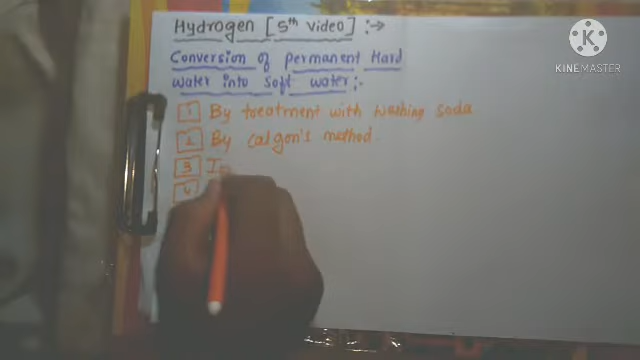 Hydrogen [5th video] :→
KINEMASTER
Conversion of permanent Hard
water into soft water:-
1 By treatment with washing soda
2 By calgon's method.
3 I
4